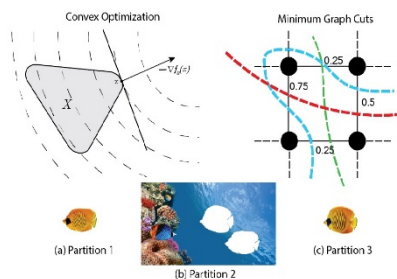 Convex Optimization
Minimum Graph Cuts
x
-∇f₀(x)
X
0.25
0.75
0.5
0.25
(a) Partition 1
(b) Partition 2
(c) Partition 3